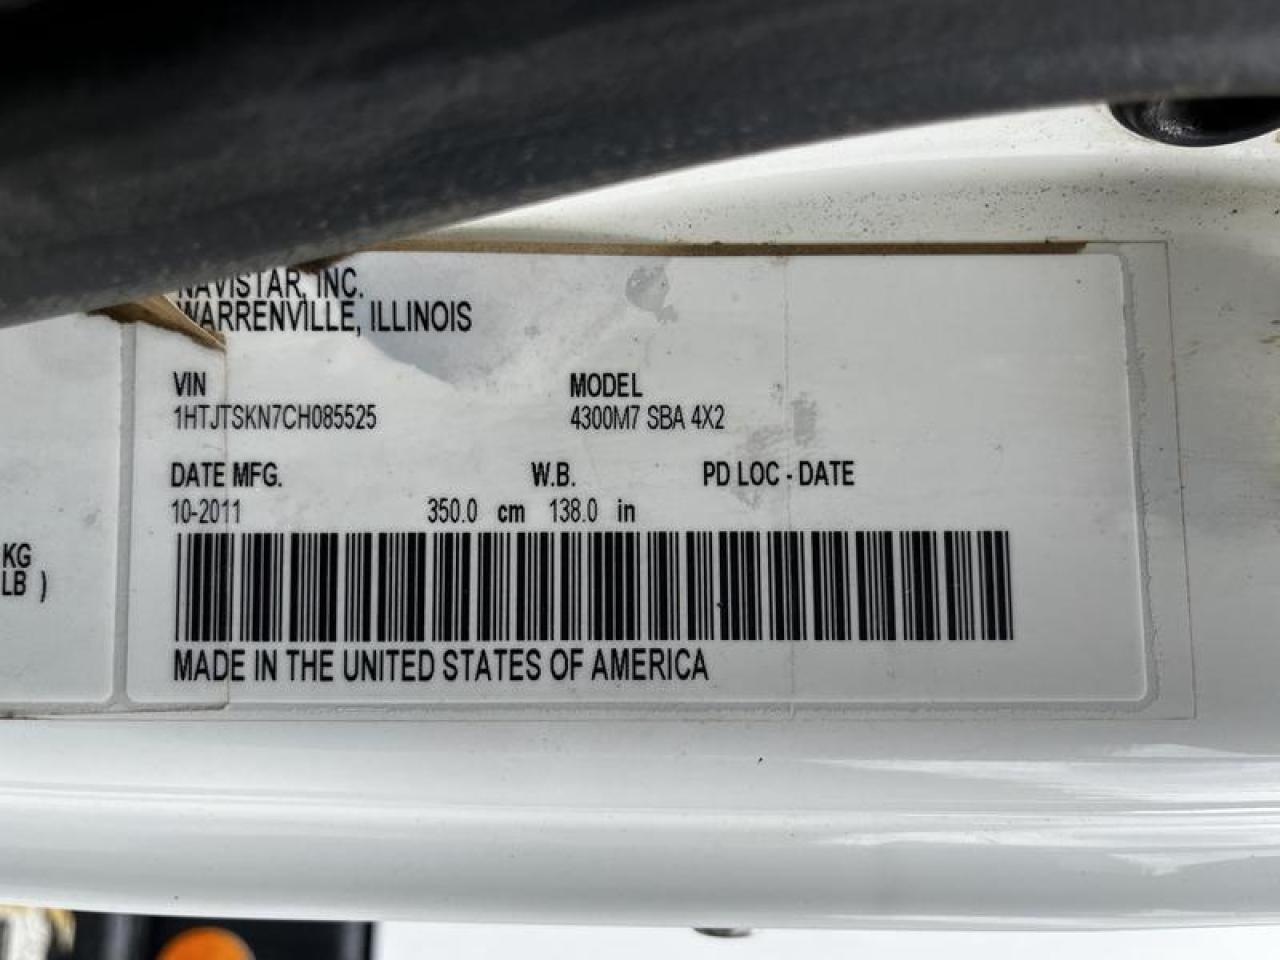 NAVISTAR, INC.
WARRENVILLE, ILLINOIS
VIN MODEL
1HTJTSKN7CH085525 4300M7 SBA 4X2
DATE MFG. W.B. PD LOC - DATE
10-2011 350.0 cm 138.0 in
KG
LB )
MADE IN THE UNITED STATES OF AMERICA